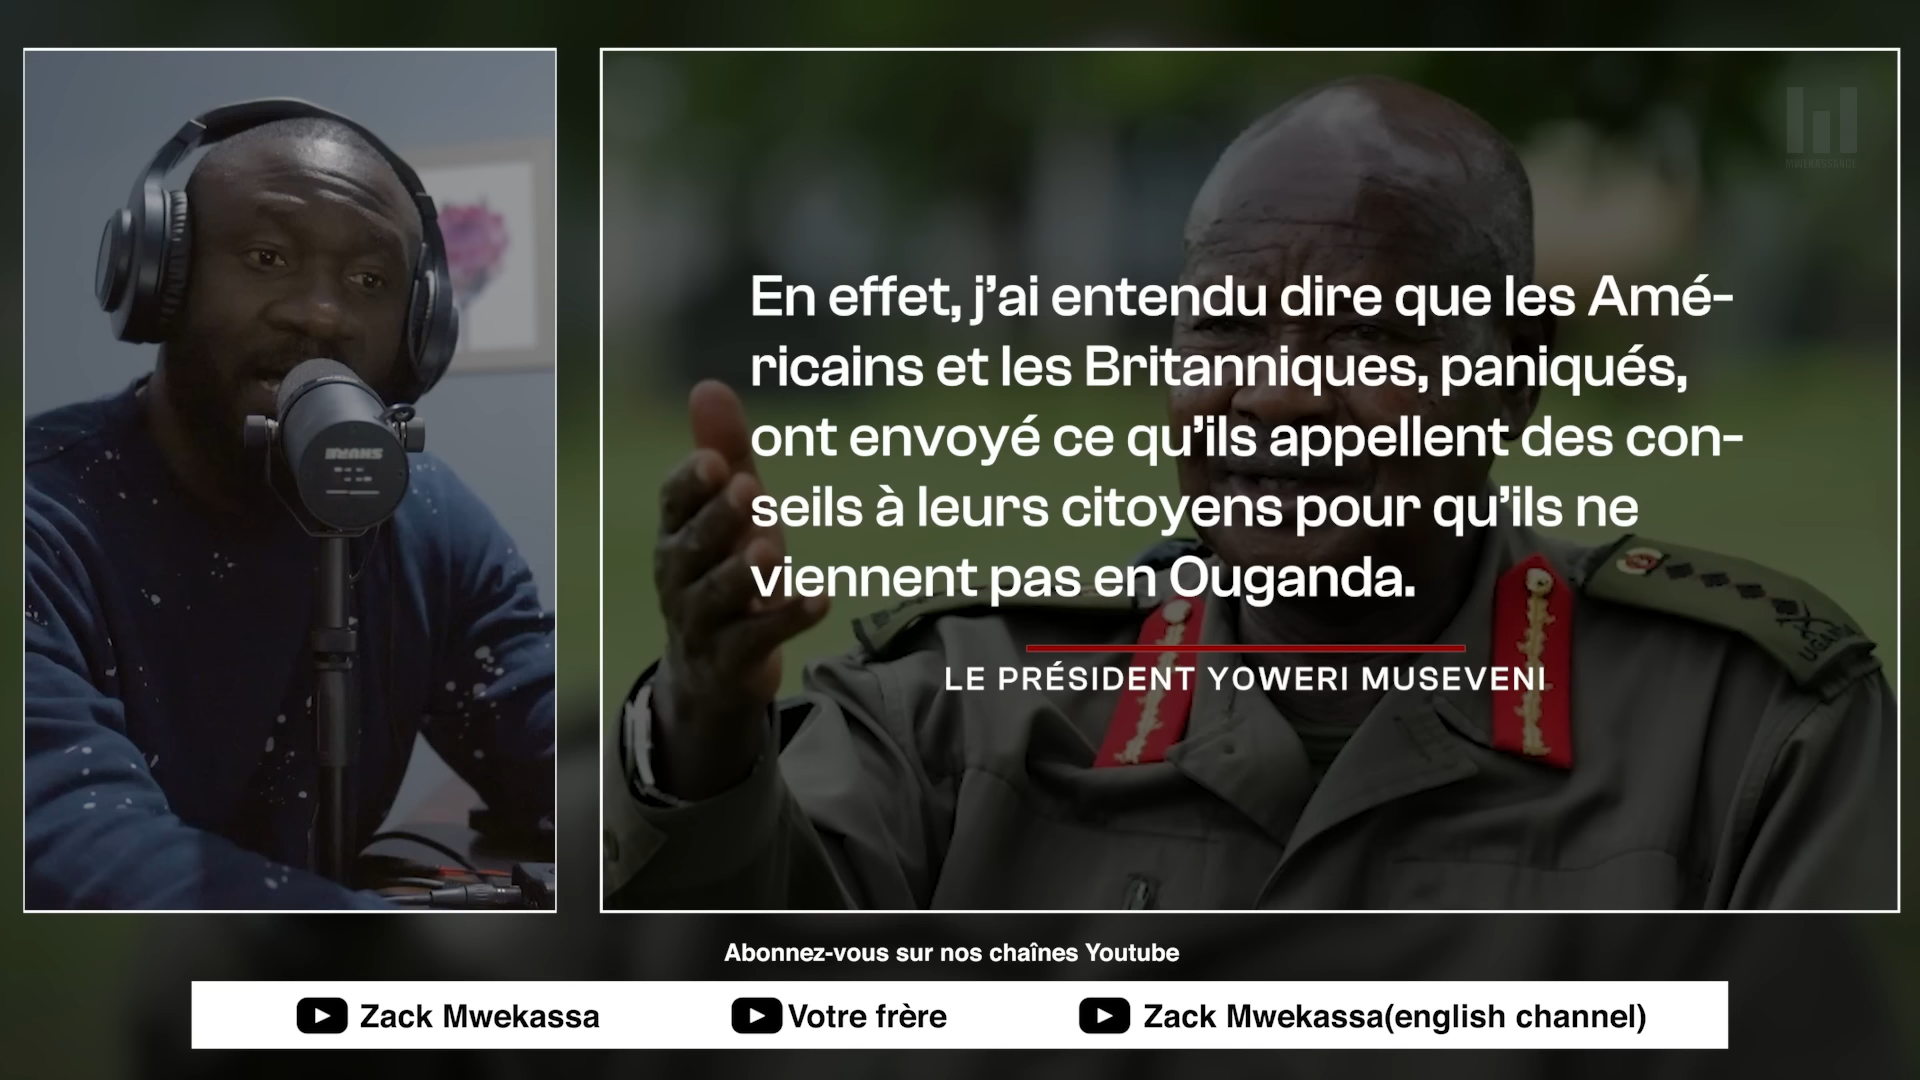 En effet, j’ai entendu dire que les Amé-
ricains et les Britanniques, paniqués,
ont envoyé ce qu’ils appellent des con-
seils à leurs citoyens pour qu’ils ne
viennent pas en Ouganda.
LE PRÉSIDENT YOWERI MUSEVENI
UGANDA
SHURE
Abonnez-vous sur nos chaînes Youtube
Zack Mwekassa
Votre frère
Zack Mwekassa(english channel)